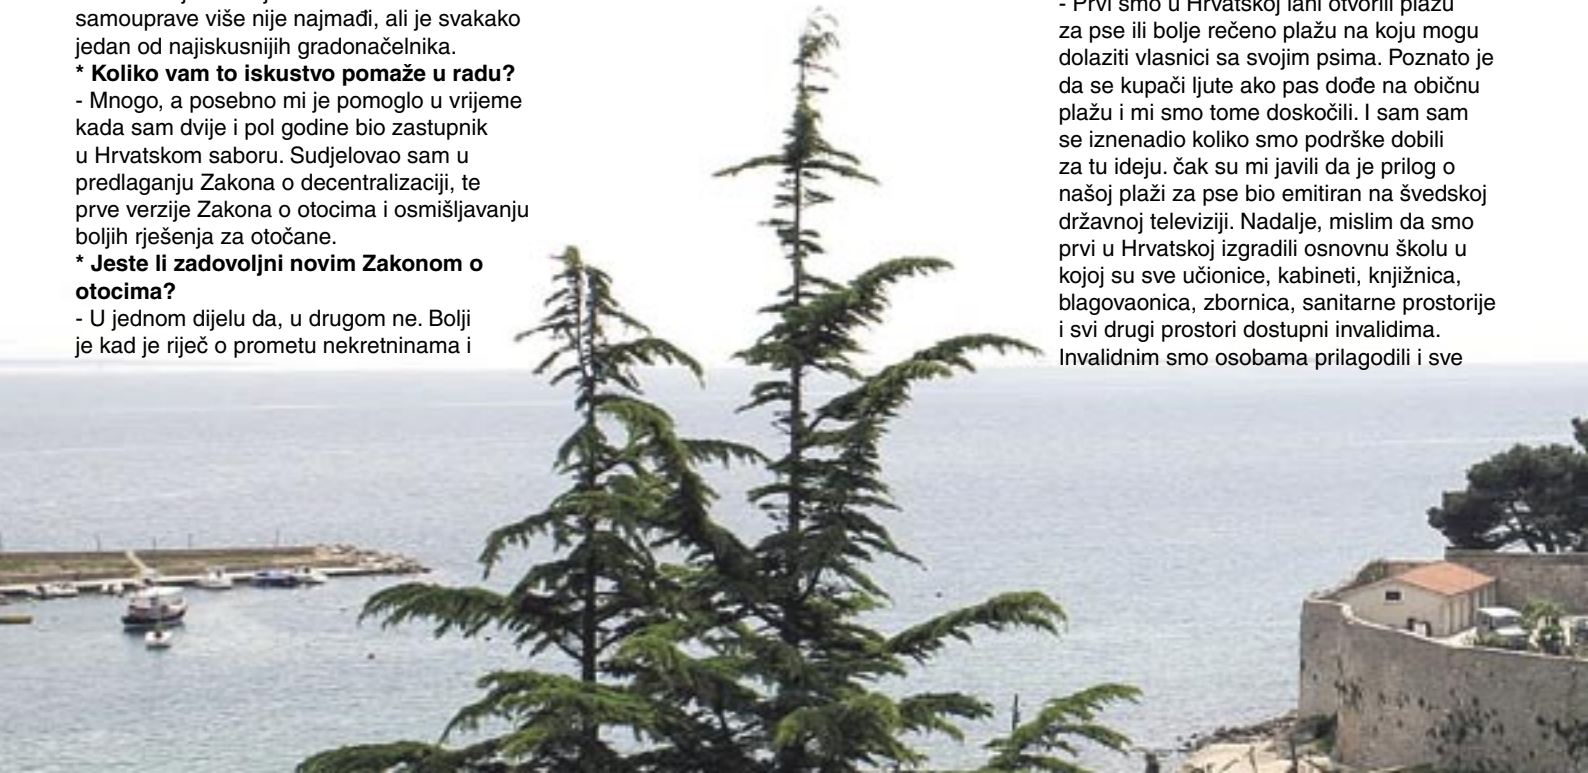 samouprave više nije najmađi, ali je svakako
jedan od najiskusnijih gradonačelnika.
* Koliko vam to iskustvo pomaže u radu?
- Mnogo, a posebno mi je pomoglo u vrijeme
kada sam dvije i pol godine bio zastupnik
u Hrvatskom saboru. Sudjelovao sam u
predlaganju Zakona o decentralizaciji, te
prve verzije Zakona o otocima i osmišljavanju
boljih rješenja za otočane.
* Jeste li zadovoljni novim Zakonom o
otocima?
- U jednom dijelu da, u drugom ne. Bolji
je kad je riječ o prometu nekretninama i
- Prvi smo u Hrvatskoj lani otvorili plažu
za pse ili bolje rečeno plažu na koju mogu
dolaziti vlasnici sa svojim psima. Poznato je
da se kupači ljute ako pas dođe na običnu
plažu i mi smo tome doskočili. I sam sam
se iznenadio koliko smo podrške dobili
za tu ideju. čak su mi javili da je prilog o
našoj plaži za pse bio emitiran na švedskoj
državnoj televiziji. Nadalje, mislim da smo
prvi u Hrvatskoj izgradili osnovnu školu u
kojoj su sve učionice, kabineti, knjižnica,
blagovaonica, zbornica, sanitarne prostorije
i svi drugi prostori dostupni invalidima.
Invalidnim smo osobama prilagodili i sve